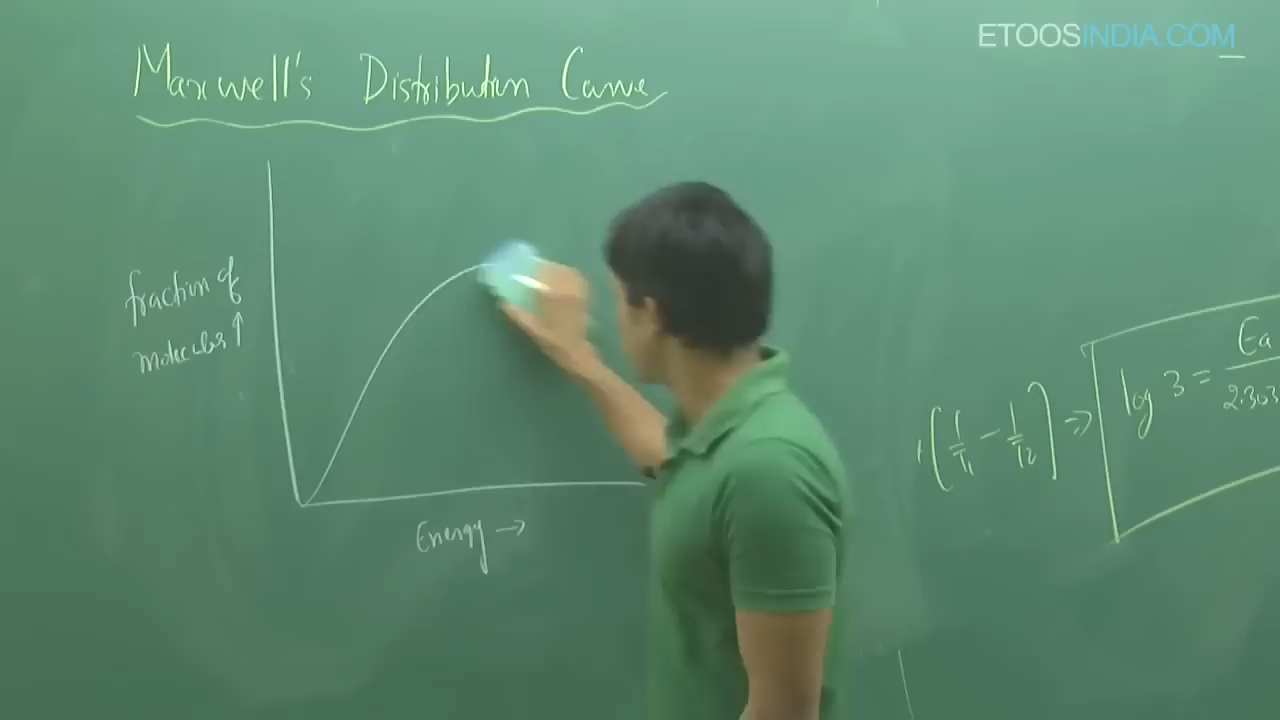 ETOOSINDIA.COM
Maxwell's Distribution Curve
fraction of
molecules ↑
Energy →
[1/T1 - 1/T2] ⇒
log 3 = Ea/2.303